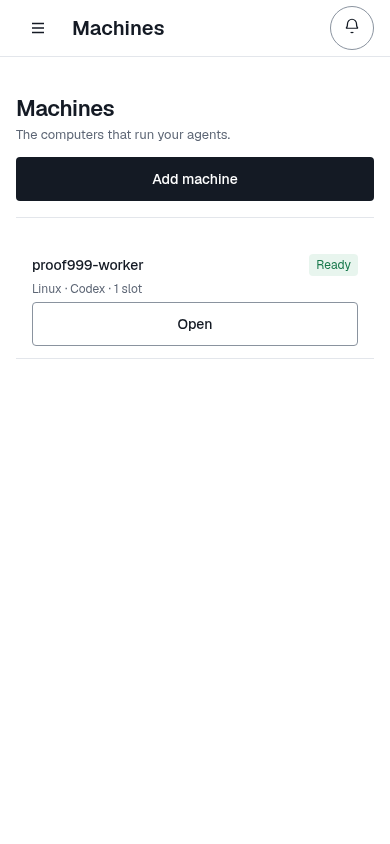 Machines
Machines
The computers that run your agents.
Add machine
proof999-worker
Ready
Linux · Codex · 1 slot
Open